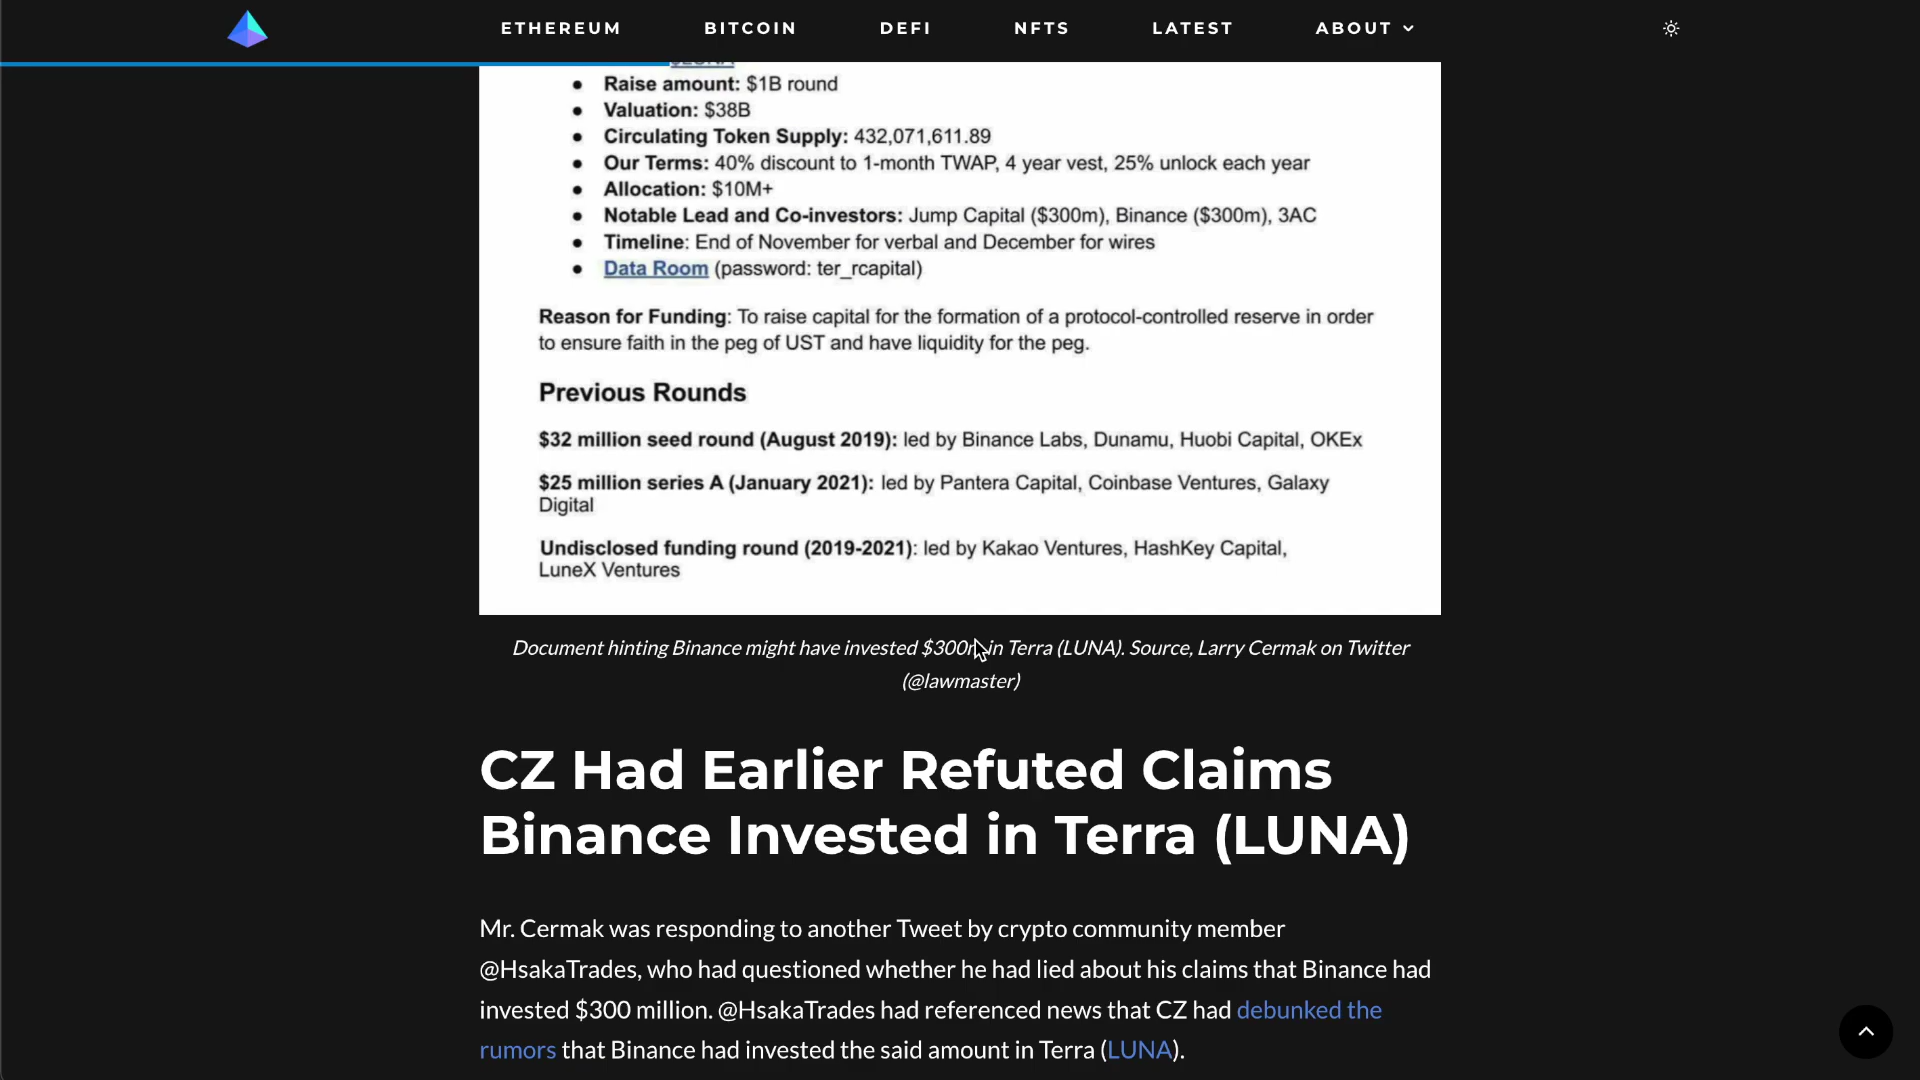 ETHEREUM BITCOIN DEFI NFTS LATEST ABOUT
$LUNA
● Raise amount: $1B round
● Valuation: $38B
● Circulating Token Supply: 432,071,611.89
● Our Terms: 40% discount to 1-month TWAP, 4 year vest, 25% unlock each year
● Allocation: $10M+
● Notable Lead and Co-investors: Jump Capital ($300m), Binance ($300m), 3AC
● Timeline: End of November for verbal and December for wires
● Data Room (password: ter_rcapital)
Reason for Funding: To raise capital for the formation of a protocol-controlled reserve in order
to ensure faith in the peg of UST and have liquidity for the peg.
Previous Rounds
$32 million seed round (August 2019): led by Binance Labs, Dunamu, Huobi Capital, OKEx
$25 million series A (January 2021): led by Pantera Capital, Coinbase Ventures, Galaxy
Digital
Undisclosed funding round (2019-2021): led by Kakao Ventures, HashKey Capital,
LuneX Ventures
Document hinting Binance might have invested $300m in Terra (LUNA). Source, Larry Cermak on Twitter
(@lawmaster)
CZ Had Earlier Refuted Claims
Binance Invested in Terra (LUNA)
Mr. Cermak was responding to another Tweet by crypto community member
@HsakaTrades, who had questioned whether he had lied about his claims that Binance had
invested $300 million. @HsakaTrades had referenced news that CZ had debunked the
rumors that Binance had invested the said amount in Terra (LUNA).